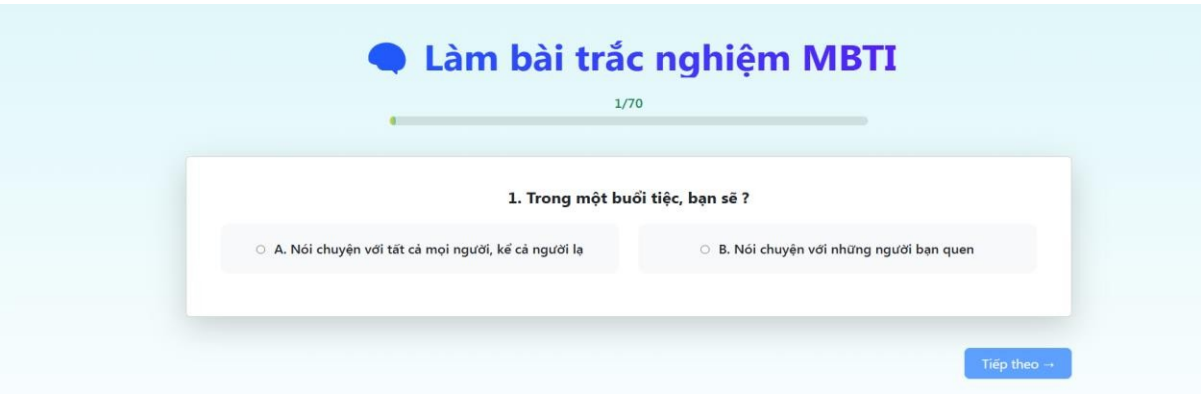 Làm bài trắc nghiệm MBTI
1/70
1. Trong một buổi tiệc, bạn sẽ ?
A. Nói chuyện với tất cả mọi người, kể cả người lạ
B. Nói chuyện với những người bạn quen
Tiếp theo →